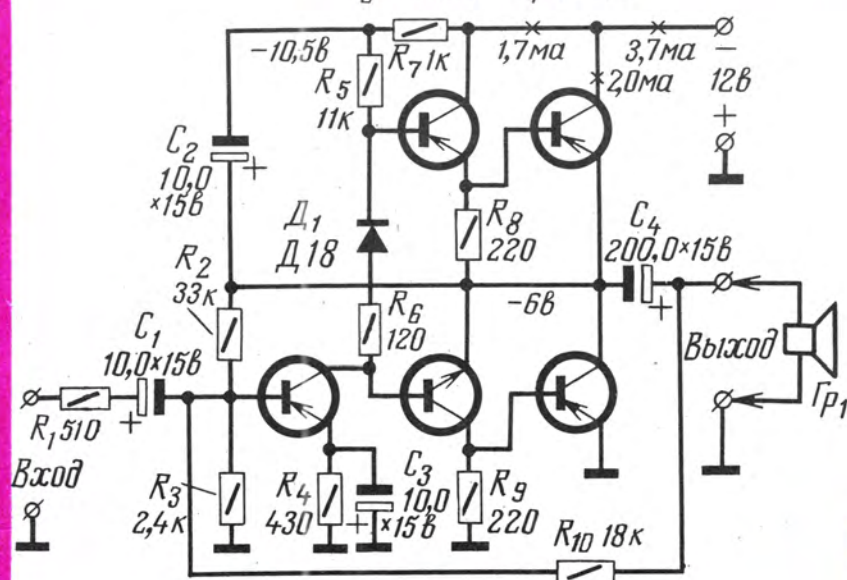 -10,5в
R7 1к
1,7ма
3,7ма
-
12в
+
2,0ма
R5
11к
C2
10,0
×15в
+
Д1
Д18
R8
220
C4
200,0×15в
+
R2
33к
-6в
R6
120
C1
10,0×15в
+
Выход
Гр1
R1 510
Вход
R3
2,4к
R4
430
C3
10,0
×15в
+
R9
220
R10 18к